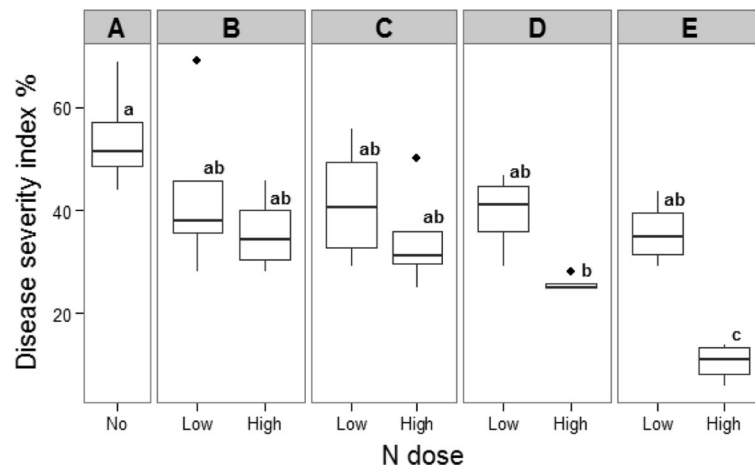 A B C D E
Disease severity index %
60
40
20
a
ab
ab
ab
ab
ab
b
ab
c
No Low High Low High Low High Low High
N dose